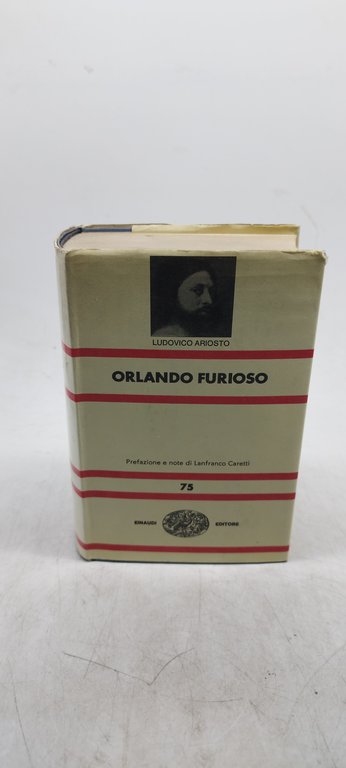 LUDOVICO ARIOSTO
ORLANDO FURIOSO
Prefazione e note di Lanfranco Caretti
75
EINAUDI EDITORE